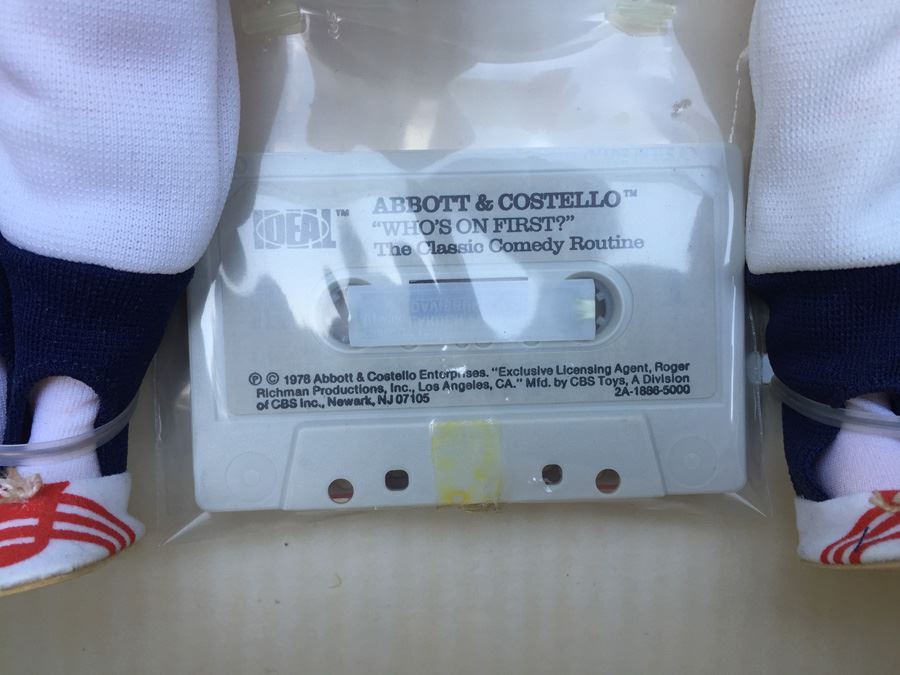 IDEAL™
ABBOTT & COSTELLO™
"WHO'S ON FIRST?"
The Classic Comedy Routine
℗ © 1978 Abbott & Costello Enterprises. "Exclusive Licensing Agent, Roger
Richman Productions, Inc., Los Angeles, CA." Mfd. by CBS Toys, A Division
of CBS Inc., Newark, NJ 07105
2A-1886-5000